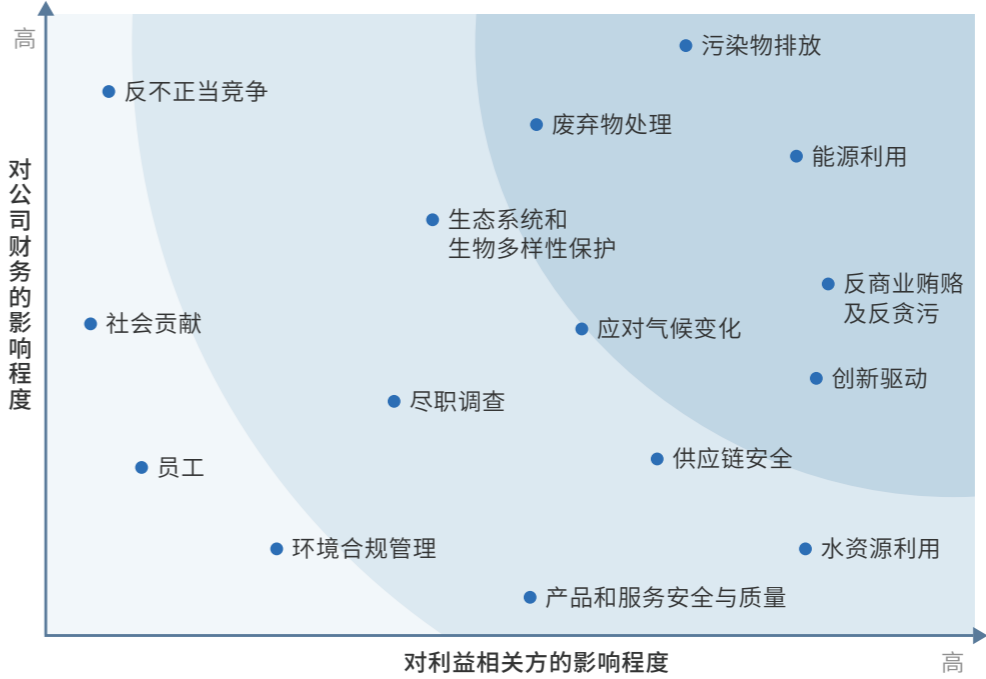 高
污染物排放
反不正当竞争
废弃物处理
能源利用
对公司财务的影响程度
生态系统和
生物多样性保护
反商业贿赂
及反贪污
社会贡献
应对气候变化
创新驱动
尽职调查
供应链安全
员工
环境合规管理
水资源利用
产品和服务安全与质量
对利益相关方的影响程度
高